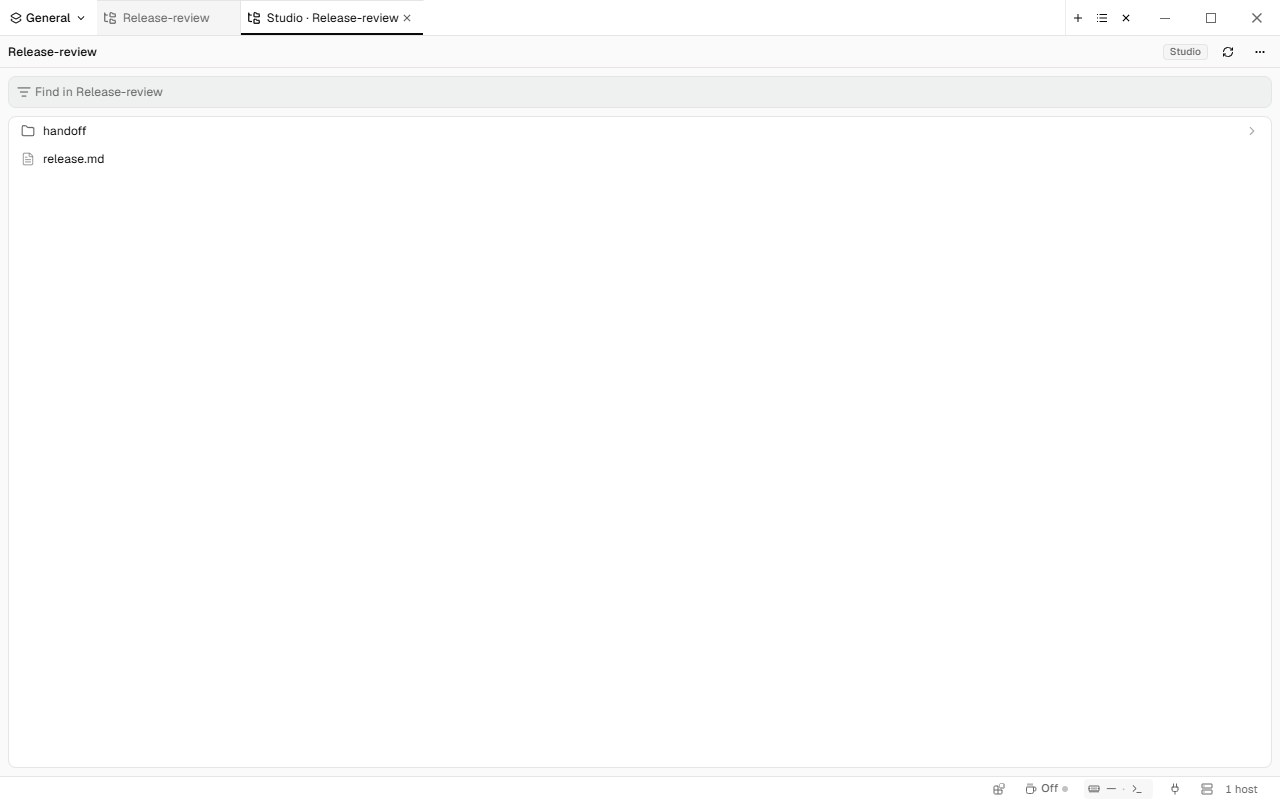 General
Release-review
Studio · Release-review
Release-review
Studio
Find in Release-review
handoff
release.md
Off
1 host